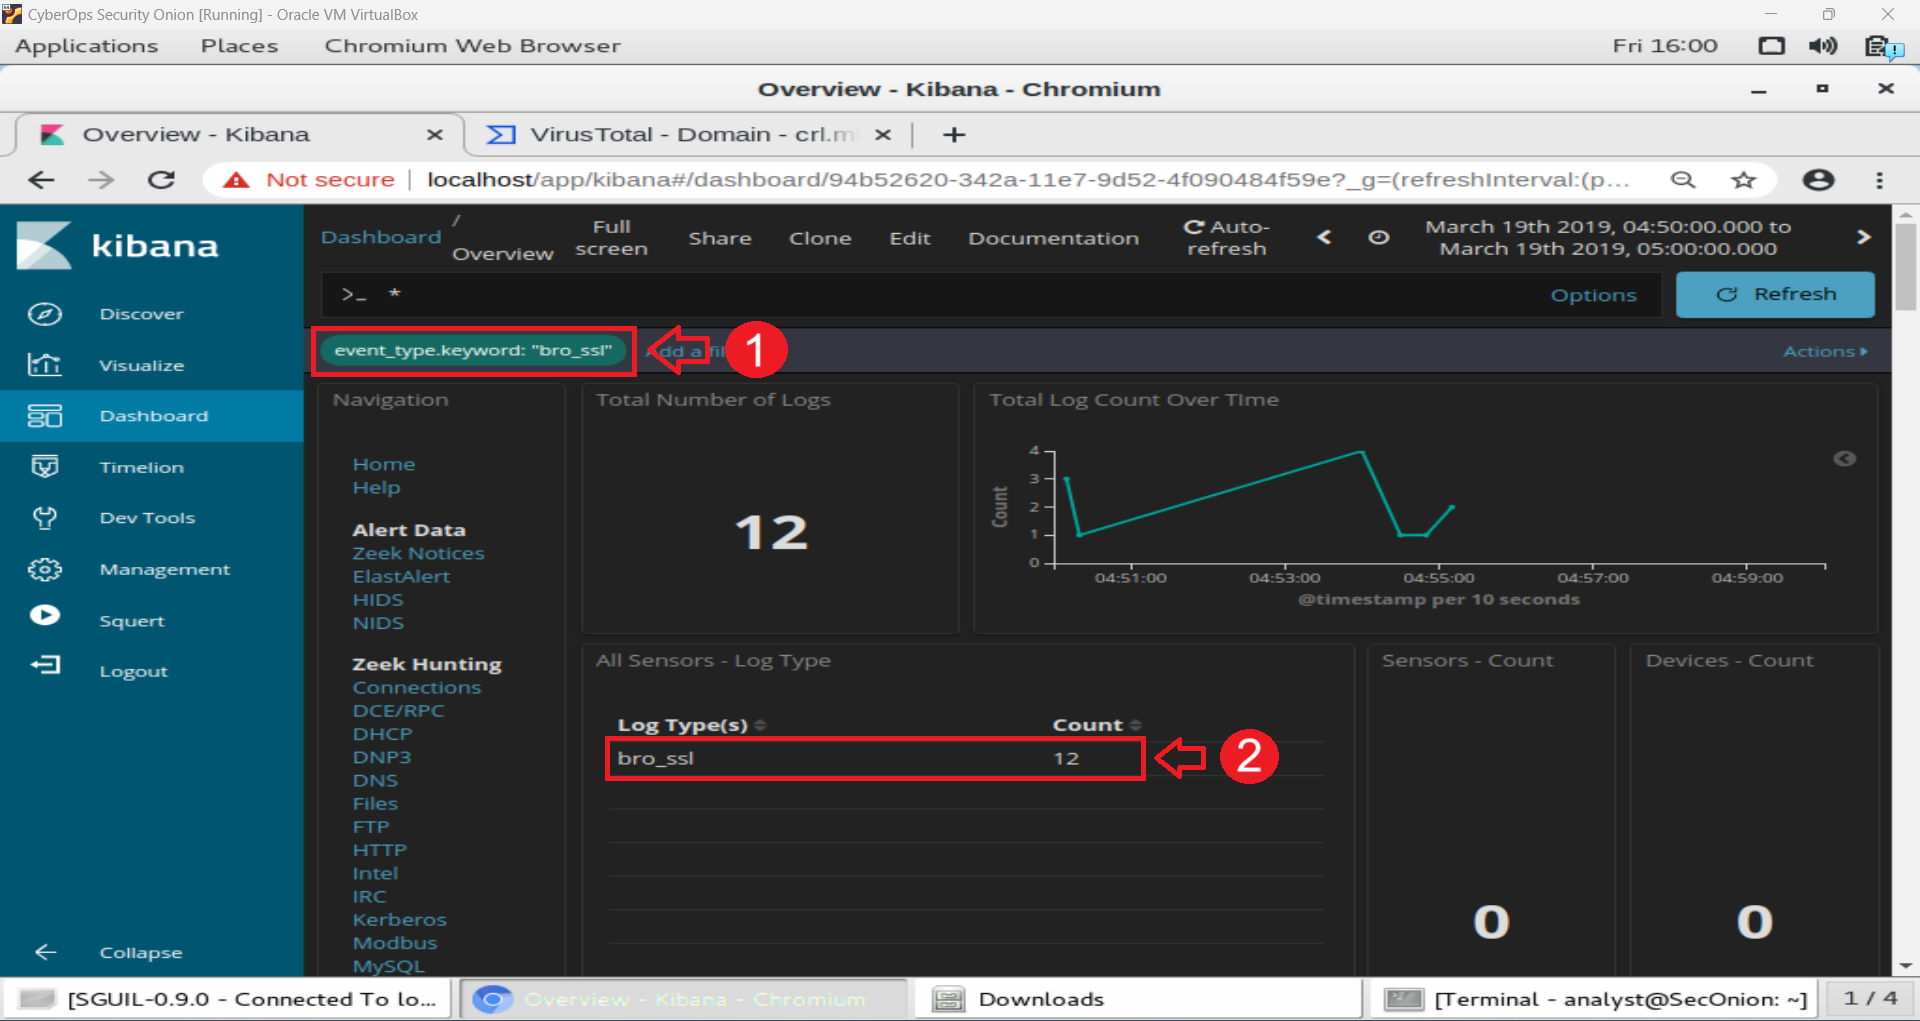 CyberOps Security Onion [Running] - Oracle VM VirtualBox
Applications Places Chromium Web Browser Fri 16:00
Overview - Kibana - Chromium
Overview - Kibana VirusTotal - Domain - crl.m
Not secure localhost/app/kibana#/dashboard/94b52620-342a-11e7-9d52-4f090484f59e?_g=(refreshInterval:(p...
kibana
Dashboard / Overview Full screen Share Clone Edit Documentation Auto-refresh March 19th 2019, 04:50:00.000 to March 19th 2019, 05:00:00.000
>_ * Options Refresh
event_type.keyword: "bro_ssl" Add a fil 1 Actions
Discover
Visualize
Dashboard
Timelion
Dev Tools
Management
Squert
Logout
Collapse
Navigation
Home
Help
Alert Data
Zeek Notices
ElastAlert
HIDS
NIDS
Zeek Hunting
Connections
DCE/RPC
DHCP
DNP3
DNS
Files
FTP
HTTP
Intel
IRC
Kerberos
Modbus
MySQL
Total Number of Logs
12
Total Log Count Over TIme
Count
4
3
2
1
0
04:51:00 04:53:00 04:55:00 04:57:00 04:59:00
@timestamp per 10 seconds
All Sensors - Log Type
Log Type(s) Count
bro_ssl 12
2
Sensors - Count
0
Devices - Count
0
[SGUIL-0.9.0 - Connected To lo... Overview - Kibana - Chromium Downloads [Terminal - analyst@SecOnion: ~] 1 / 4